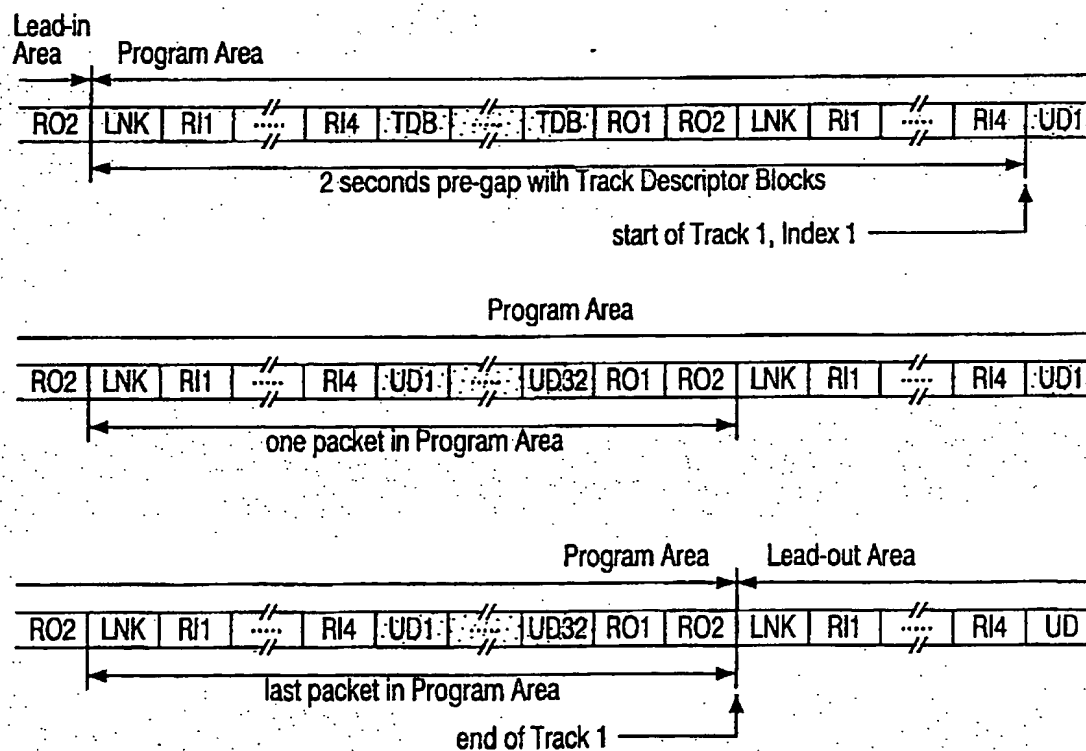 Lead-in
Area Program Area
RO2 LNK RI1 ..... RI4 TDB ..... TDB RO1 RO2 LNK RI1 ..... RI4 UD1
2 seconds pre-gap with Track Descriptor Blocks
start of Track 1, Index 1
Program Area
RO2 LNK RI1 ..... RI4 UD1 ..... UD32 RO1 RO2 LNK RI1 ..... RI4 UD1
one packet in Program Area
Program Area Lead-out Area
RO2 LNK RI1 ..... RI4 UD1 ..... UD32 RO1 RO2 LNK RI1 ..... RI4 UD
last packet in Program Area
end of Track 1